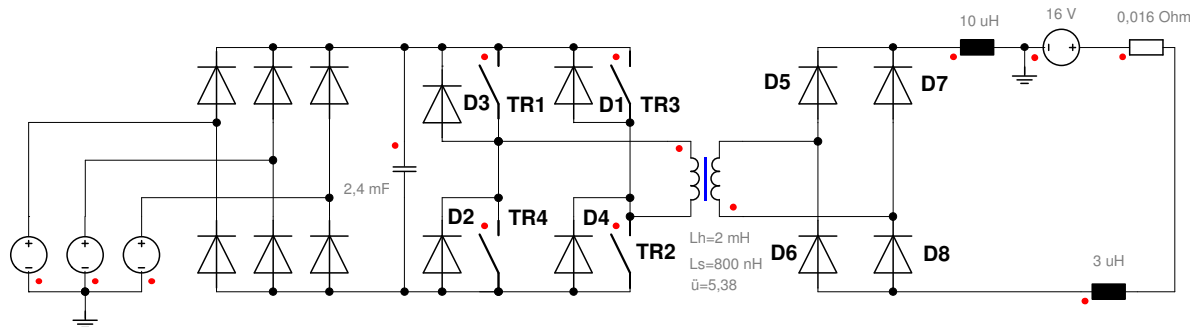 10 uH
16 V
0,016 Ohm
D3
TR1
D1
TR3
D5
D7
2,4 mF
D2
TR4
D4
TR2
Lh=2 mH
Ls=800 nH
ü=5,38
D6
D8
3 uH